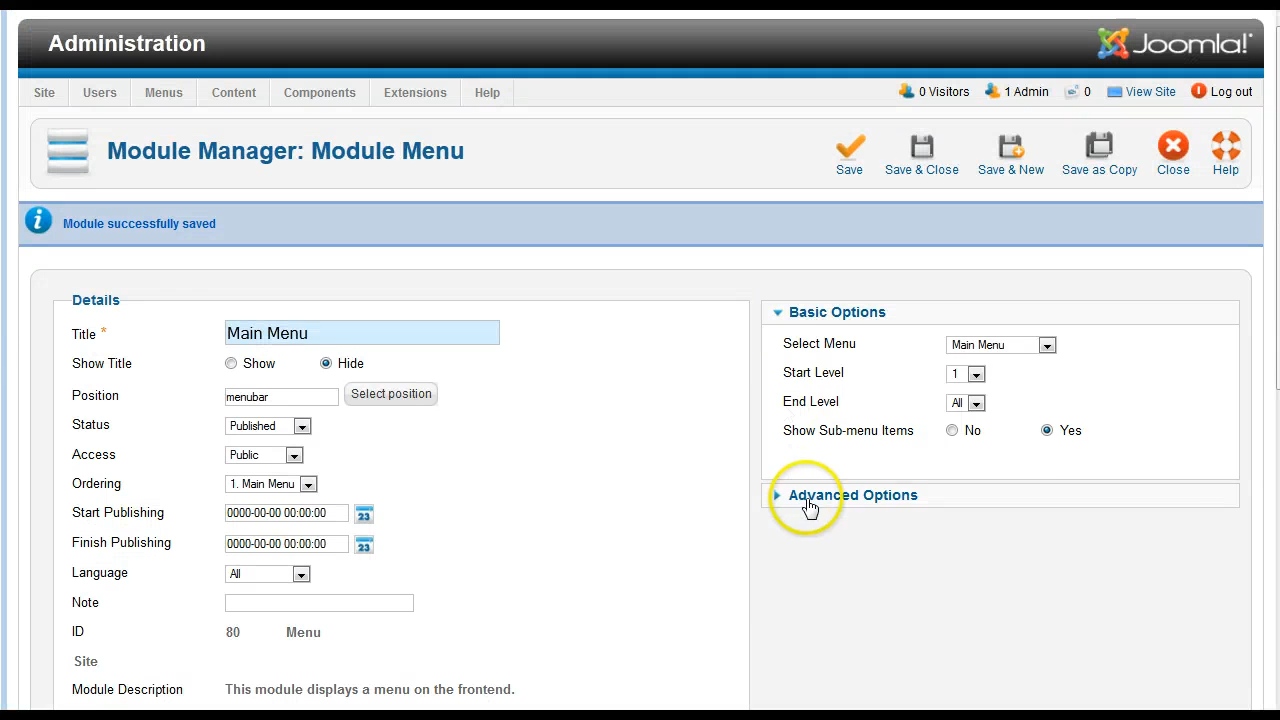 Administration
Joomla!
Site Users Menus Content Components Extensions Help
0 Visitors 1 Admin 0 View Site Log out
Module Manager: Module Menu
Save Save & Close Save & New Save as Copy Close Help
Module successfully saved
Details
Title * Main Menu
Show Title Show Hide
Position menubar Select position
Status Published
Access Public
Ordering 1. Main Menu
Start Publishing 0000-00-00 00:00:00 23
Finish Publishing 0000-00-00 00:00:00 23
Language All
Note
ID 80 Menu
Site
Module Description This module displays a menu on the frontend.
Basic Options
Select Menu Main Menu
Start Level 1
End Level All
Show Sub-menu Items No Yes
Advanced Options